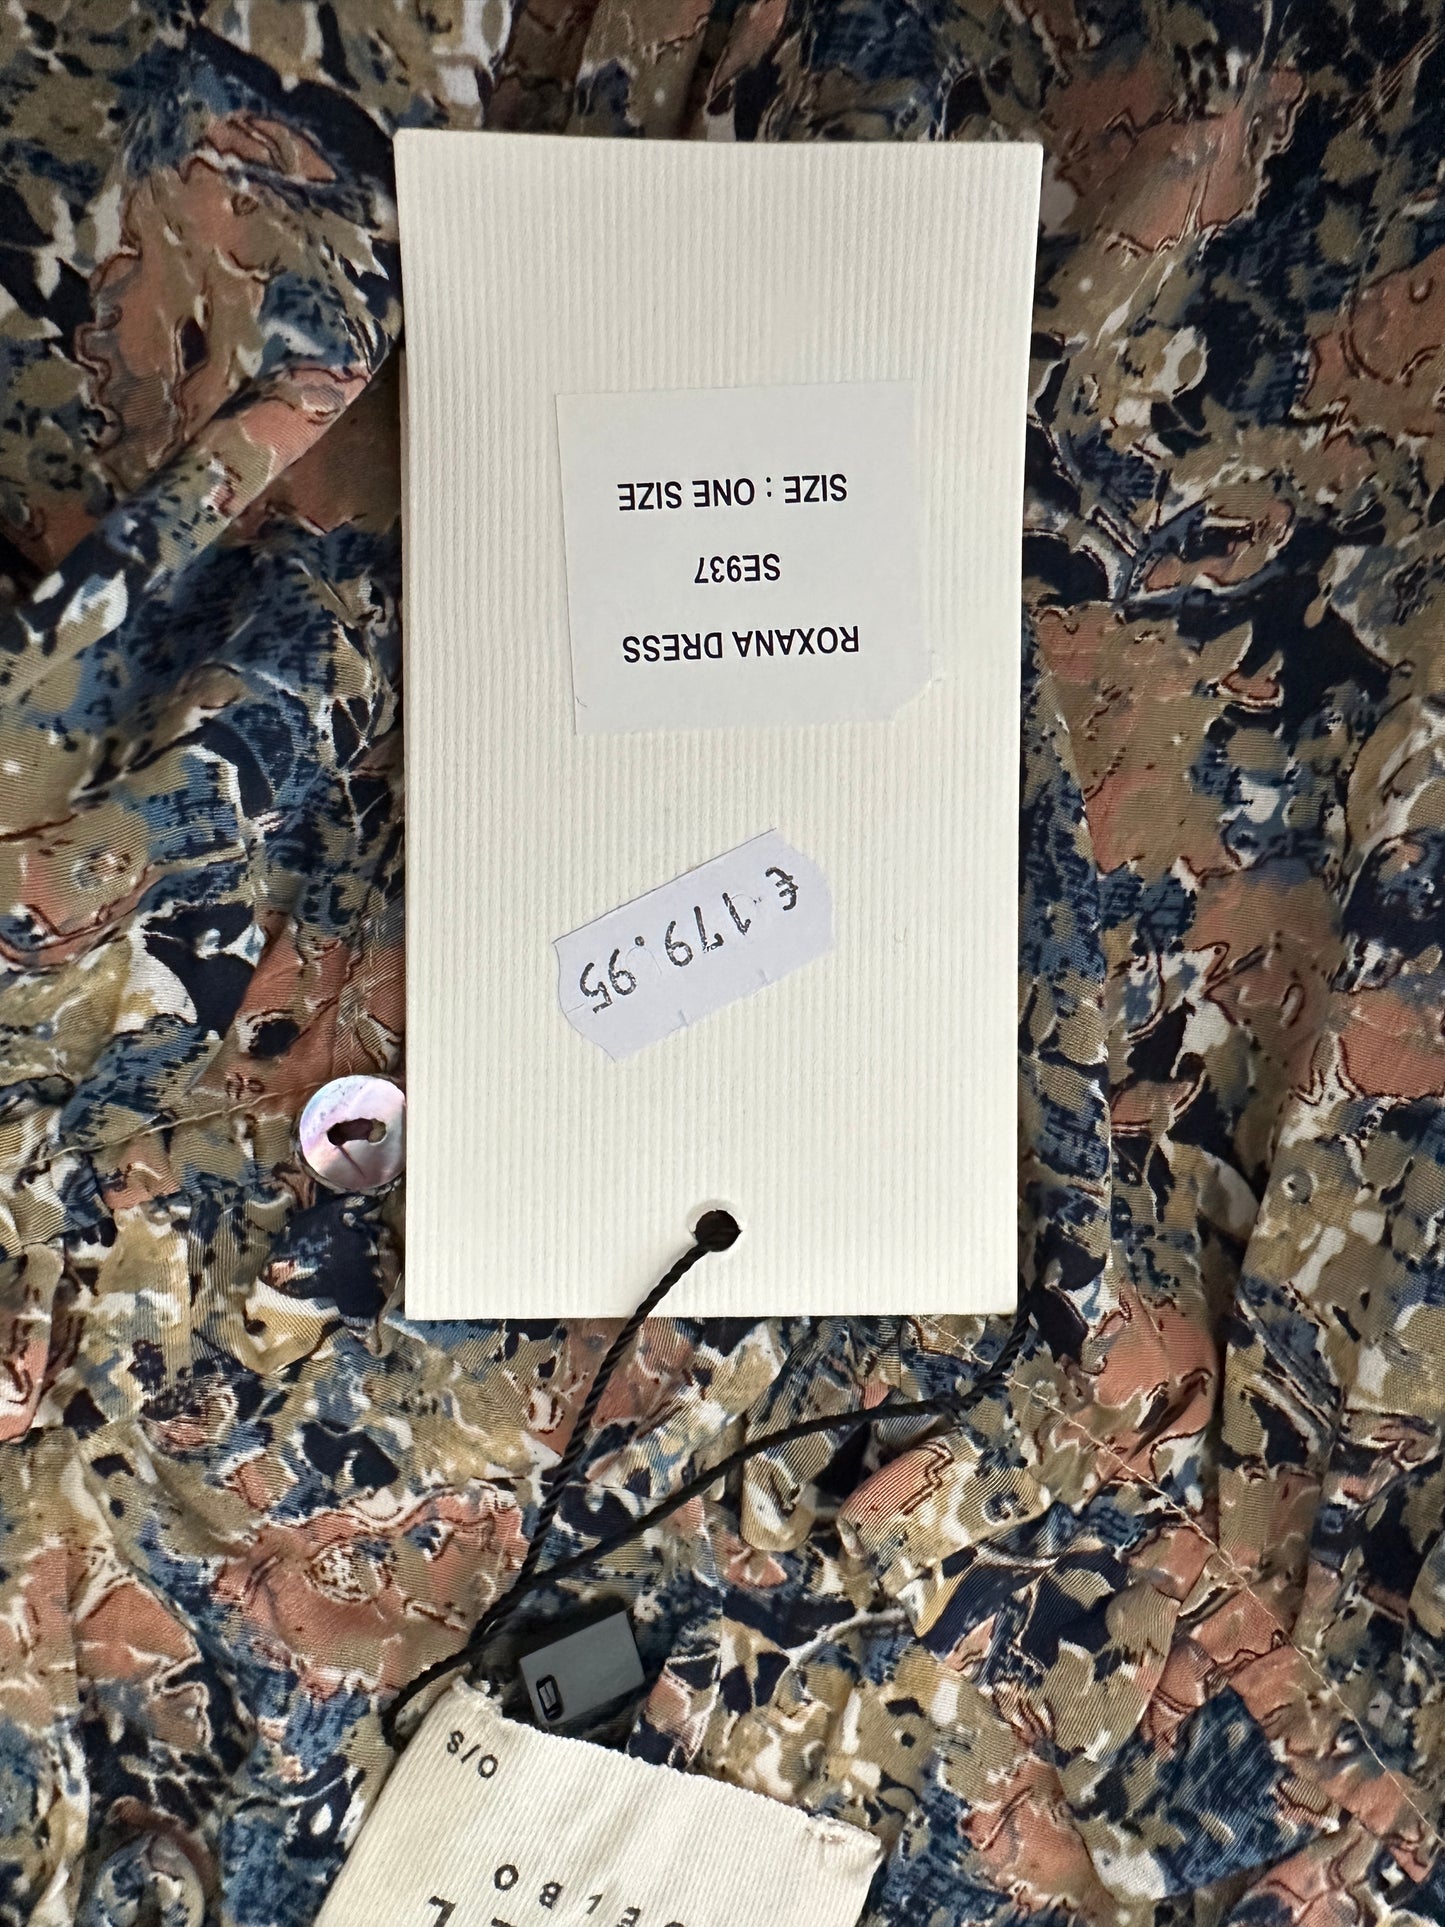 ROXANA DRESS
SE937
SIZE : ONE SIZE
€ 179.95
O/S